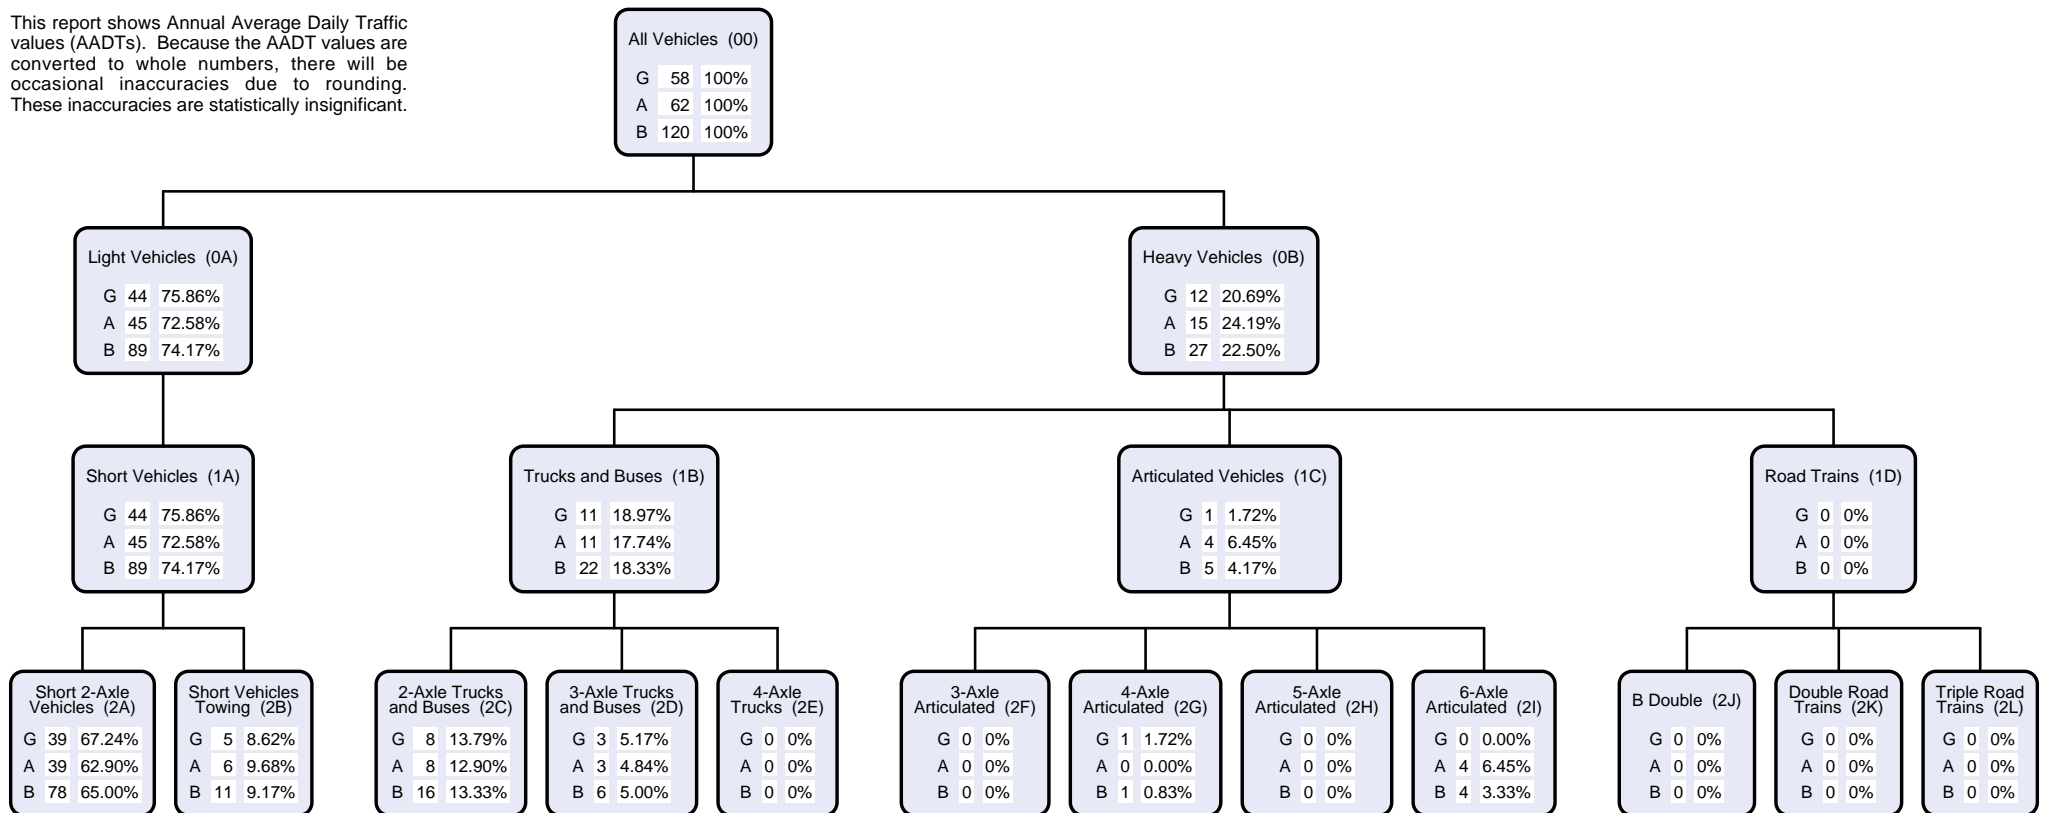 This report shows Annual Average Daily Traffic
values (AADTs). Because the AADT values are
converted to whole numbers, there will be
occasional inaccuracies due to rounding.
These inaccuracies are statistically insignificant.
All Vehicles (00)
G 58 100%
A 62 100%
B 120 100%
Light Vehicles (0A)
G 44 75.86%
A 45 72.58%
B 89 74.17%
Heavy Vehicles (0B)
G 12 20.69%
A 15 24.19%
B 27 22.50%
Short Vehicles (1A)
G 44 75.86%
A 45 72.58%
B 89 74.17%
Trucks and Buses (1B)
G 11 18.97%
A 11 17.74%
B 22 18.33%
Articulated Vehicles (1C)
G 1 1.72%
A 4 6.45%
B 5 4.17%
Road Trains (1D)
G 0 0%
A 0 0%
B 0 0%
Short 2-Axle
Vehicles (2A)
G 39 67.24%
A 39 62.90%
B 78 65.00%
Short Vehicles
Towing (2B)
G 5 8.62%
A 6 9.68%
B 11 9.17%
2-Axle Trucks
and Buses (2C)
G 8 13.79%
A 8 12.90%
B 16 13.33%
3-Axle Trucks
and Buses (2D)
G 3 5.17%
A 3 4.84%
B 6 5.00%
4-Axle
Trucks (2E)
G 0 0%
A 0 0%
B 0 0%
3-Axle
Articulated (2F)
G 0 0%
A 0 0%
B 0 0%
4-Axle
Articulated (2G)
G 1 1.72%
A 0 0.00%
B 1 0.83%
5-Axle
Articulated (2H)
G 0 0%
A 0 0%
B 0 0%
6-Axle
Articulated (2I)
G 0 0.00%
A 4 6.45%
B 4 3.33%
B Double (2J)
G 0 0%
A 0 0%
B 0 0%
Double Road
Trains (2K)
G 0 0%
A 0 0%
B 0 0%
Triple Road
Trains (2L)
G 0 0%
A 0 0%
B 0 0%